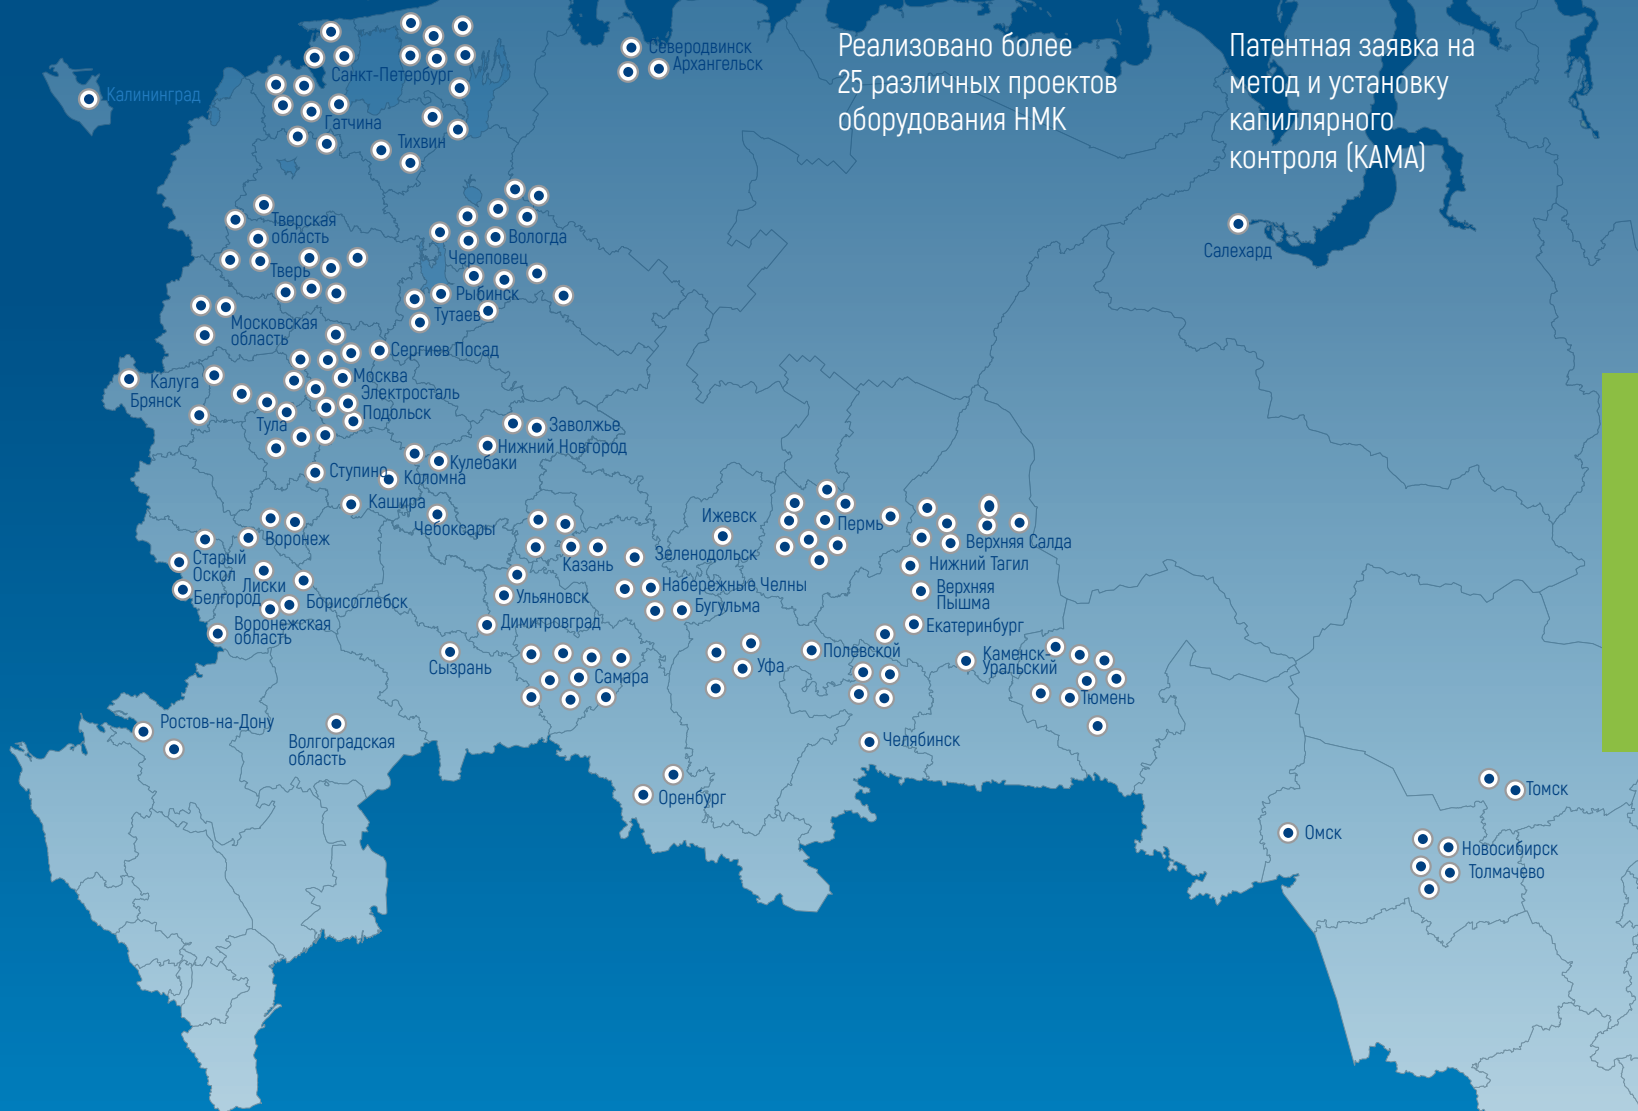 Реализовано более
25 различных проектов
оборудования НМК
Патентная заявка на
метод и установку
капиллярного
контроля (КАМА)
Северодвинск
Архангельск
Санкт-Петербург
Калининград
Гатчина
Тихвин
Салехард
Тверская
область
Вологда
Череповец
Тверь
Рыбинск
Тутаев
Московская
область
Сергиев Посад
Москва
Калуга
Электросталь
Брянск
Подольск
Тула
Заволжье
Нижний Новгород
Кулебаки
Ступино
Коломна
Кашира
Чебоксары
Ижевск
Пермь
Верхняя Салда
Воронеж
Зеленодольск
Казань
Нижний Тагил
Старый
Оскол
Лиски
Набережные Челны
Верхняя
Пышма
Белгород
Борисоглебск
Ульяновск
Бугульма
Воронежская
область
Димитровград
Екатеринбург
Полевской
Каменск-
Уральский
Сызрань
Уфа
Самара
Тюмень
Ростов-на-Дону
Волгоградская
область
Челябинск
Оренбург
Томск
Омск
Новосибирск
Толмачево